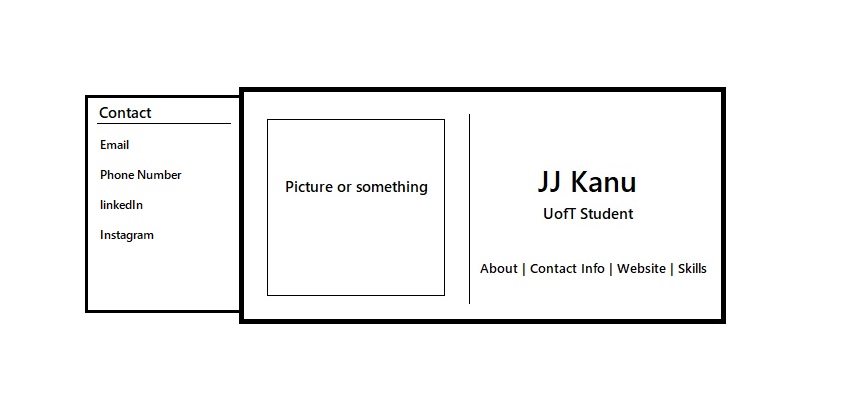 Contact
Email
Phone Number
linkedIn
Instagram
Picture or something
JJ Kanu
UofT Student
About | Contact Info | Website | Skills